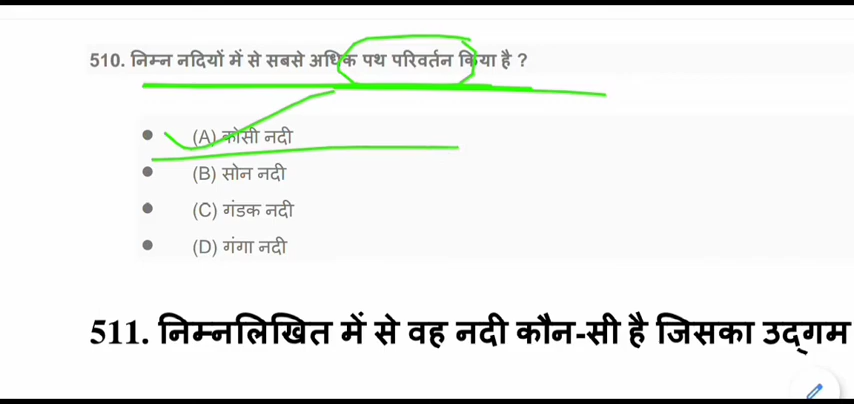 510. निम्न नदियों में से सबसे अधिक पथ परिवर्तन किया है ?
(A) कोसी नदी
(B) सोन नदी
(C) गंडक नदी
(D) गंगा नदी
511. निम्नलिखित में से वह नदी कौन-सी है जिसका उद्‌गम